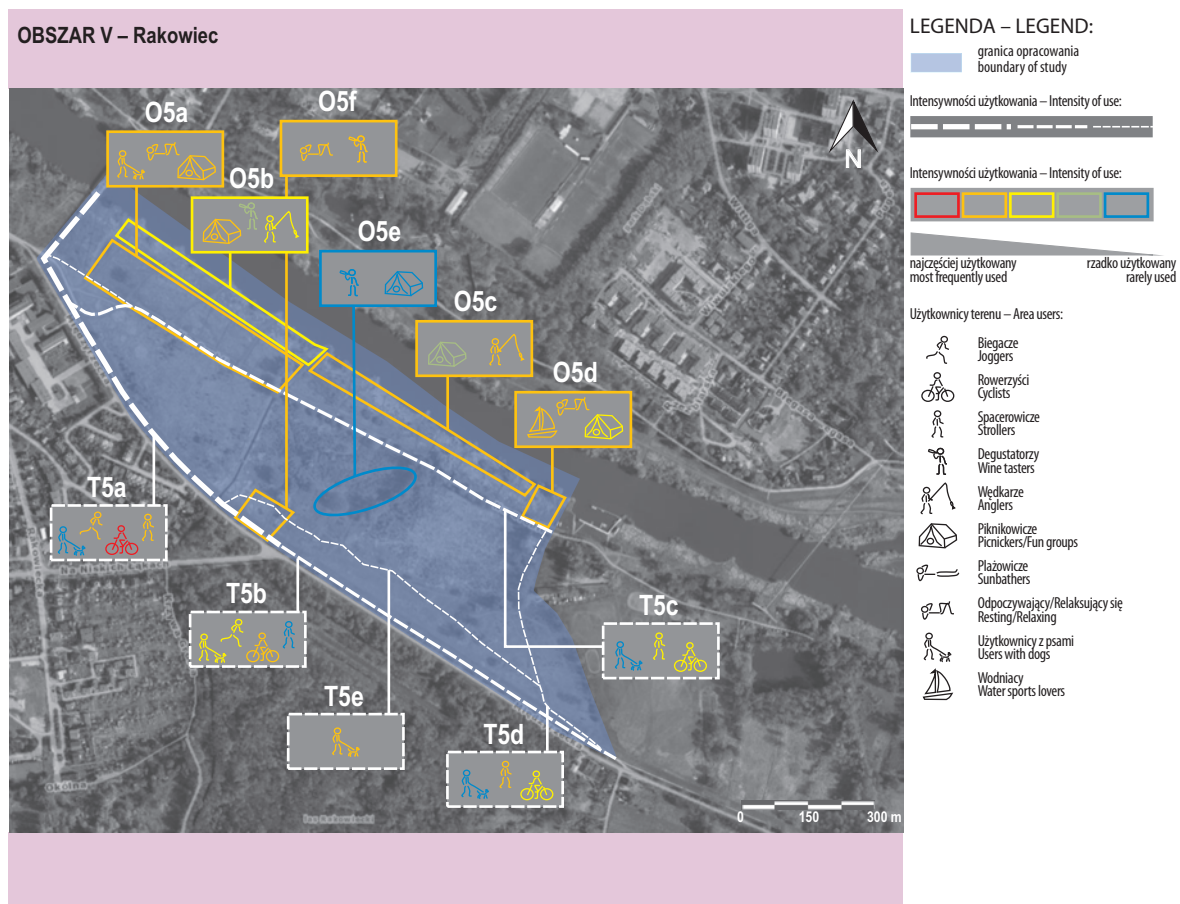 OBSZAR V – Rakowiec
O5a
O5f
O5b
O5e
O5c
O5d
T5a
T5b
T5c
T5e
T5d
N
Okólna
las Rakowiecki
0 150 300 m
LEGENDA – LEGEND:
granica opracowania
boundary of study
Intensywności użytkowania – Intensity of use:
Intensywności użytkowania – Intensity of use:
najczęściej użytkowany
most frequently used
rzadko użytkowany
rarely used
Użytkownicy terenu – Area users:
Biegacze
Joggers
Rowerzyści
Cyclists
Spacerowicze
Strollers
Degustatorzy
Wine tasters
Wędkarze
Anglers
Piknikowicze
Picnickers/Fun groups
Plażowicze
Sunbathers
Odpoczywający/Relaksujący się
Resting/Relaxing
Użytkownicy z psami
Users with dogs
Wodniacy
Water sports lovers